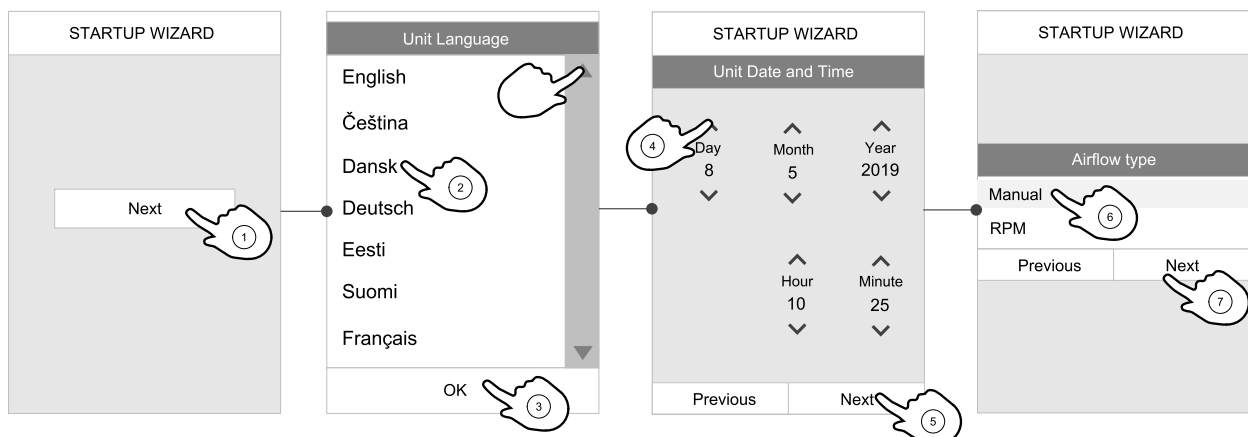 STARTUP WIZARD
Next
1
Unit Language
English
Čeština
Dansk
2
Deutsch
Eesti
Suomi
Français
OK
3
STARTUP WIZARD
Unit Date and Time
4
Day Month Year
8 5 2019
Hour Minute
10 25
Previous Next
5
STARTUP WIZARD
Airflow type
Manual
6
RPM
Previous Next
7